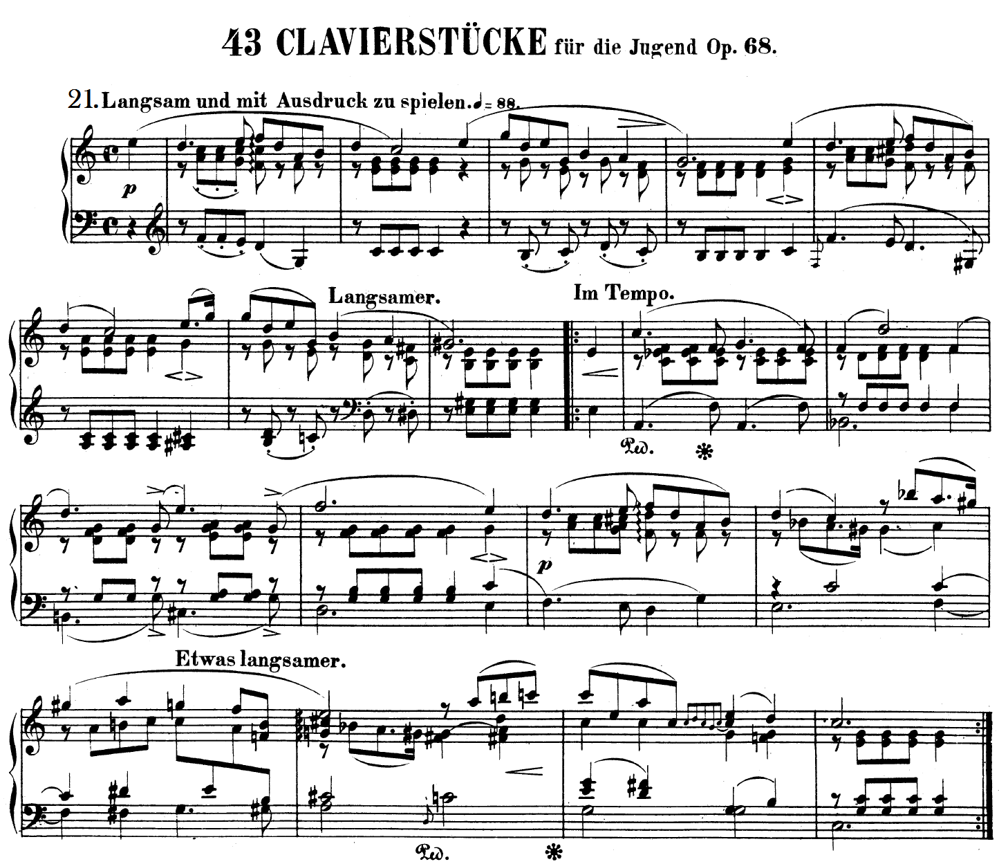 43 CLAVIERSTÜCKE für die Jugend Op. 68.
21. Langsam und mit Ausdruck zu spielen. ♩= 88.
p
Langsamer.
Im Tempo.
Ped.
p
Etwas langsamer.
Ped.